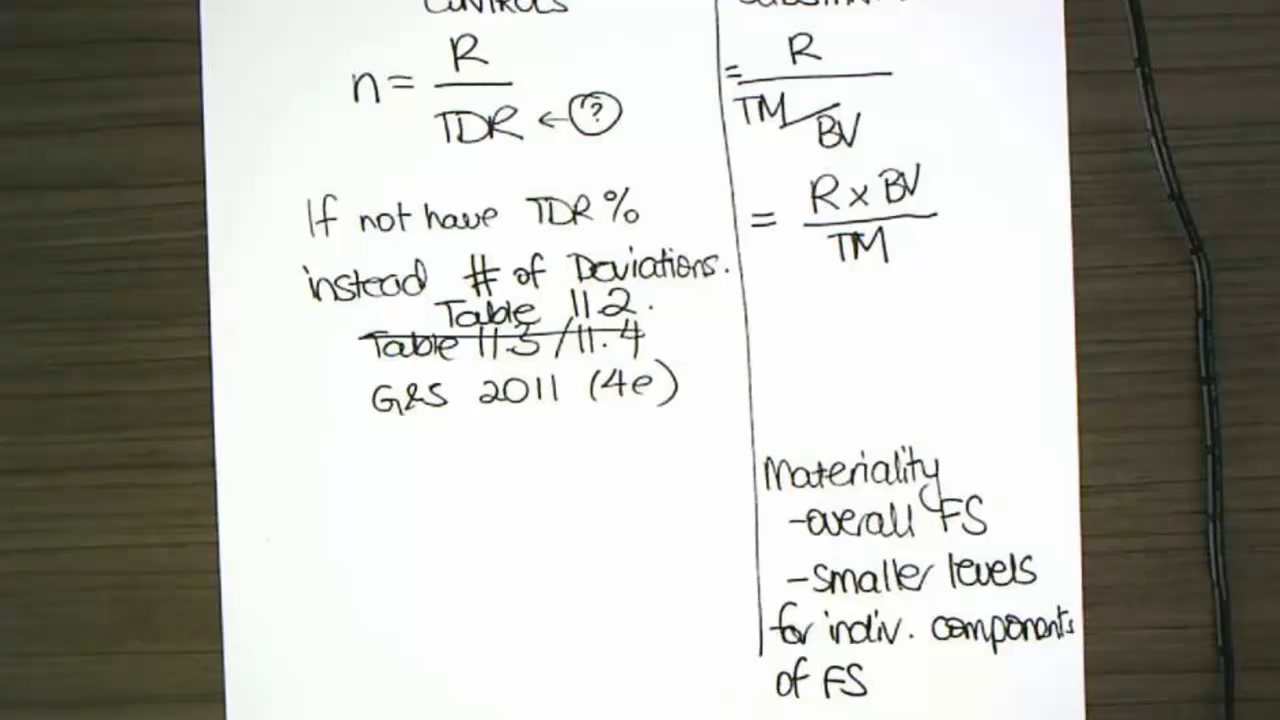 CONTROLS
n = R / TDR ← ?
If not have TDR %
instead # of Deviations.
Table 11.2.
Table 11.3 / 11.4
G&S 2011 (4e)
= R / TM/BV
= R x BV / TM
Materiality
- overall FS
- smaller levels
for indiv. components
of FS